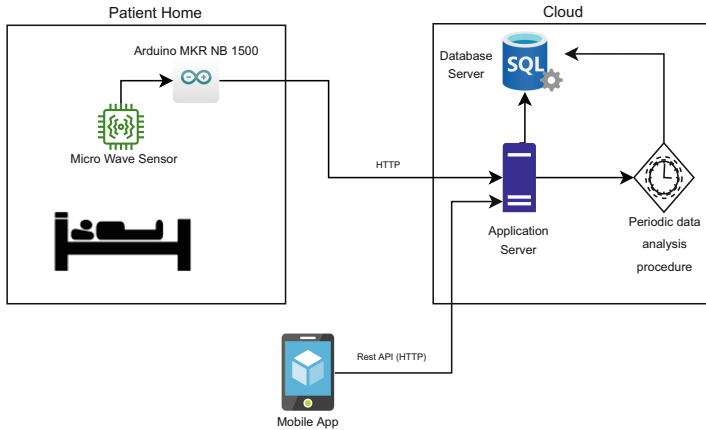 Patient Home
Arduino MKR NB 1500
Micro Wave Sensor
HTTP
Cloud
Database
Server
SQL
Application
Server
Periodic data
analysis
procedure
Rest API (HTTP)
Mobile App